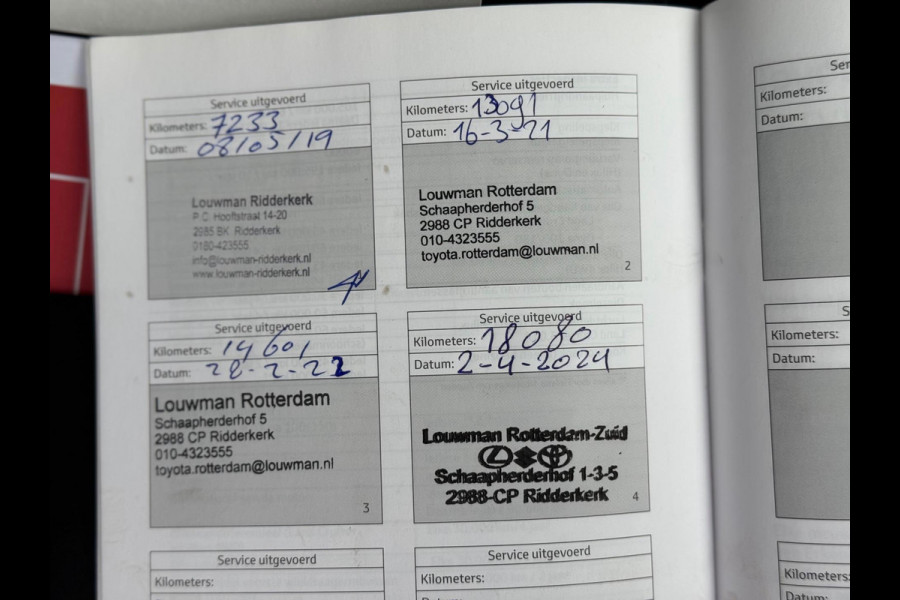 Service uitgevoerd
Kilometers: 7233
Datum: 08/05/19
Louwman Ridderkerk
P.C. Hooftstraat 14-20
2985 BK Ridderkerk
0180-423555
info@louwman-ridderkerk.nl
www.louwman-ridderkerk.nl
Service uitgevoerd
Kilometers: 13091
Datum: 16-3-21
Louwman Rotterdam
Schaapherderhof 5
2988 CP Ridderkerk
010-4323555
toyota.rotterdam@louwman.nl
2
Service uitgevoerd
Kilometers: 14601
Datum: 28-2-22
Louwman Rotterdam
Schaapherderhof 5
2988 CP Ridderkerk
010-4323555
toyota.rotterdam@louwman.nl
3
Service uitgevoerd
Kilometers: 18080
Datum: 2-4-2024
Louwman Rotterdam-Zuid
Schaapherderhof 1-3-5
2988-CP Ridderkerk
4
Service uitgevoerd
Kilometers:
Service uitgevoerd
Kilometers:
Ser
Kilometers:
Datum:
S
Kilometers:
Datum:
Kilometers:
Datum: